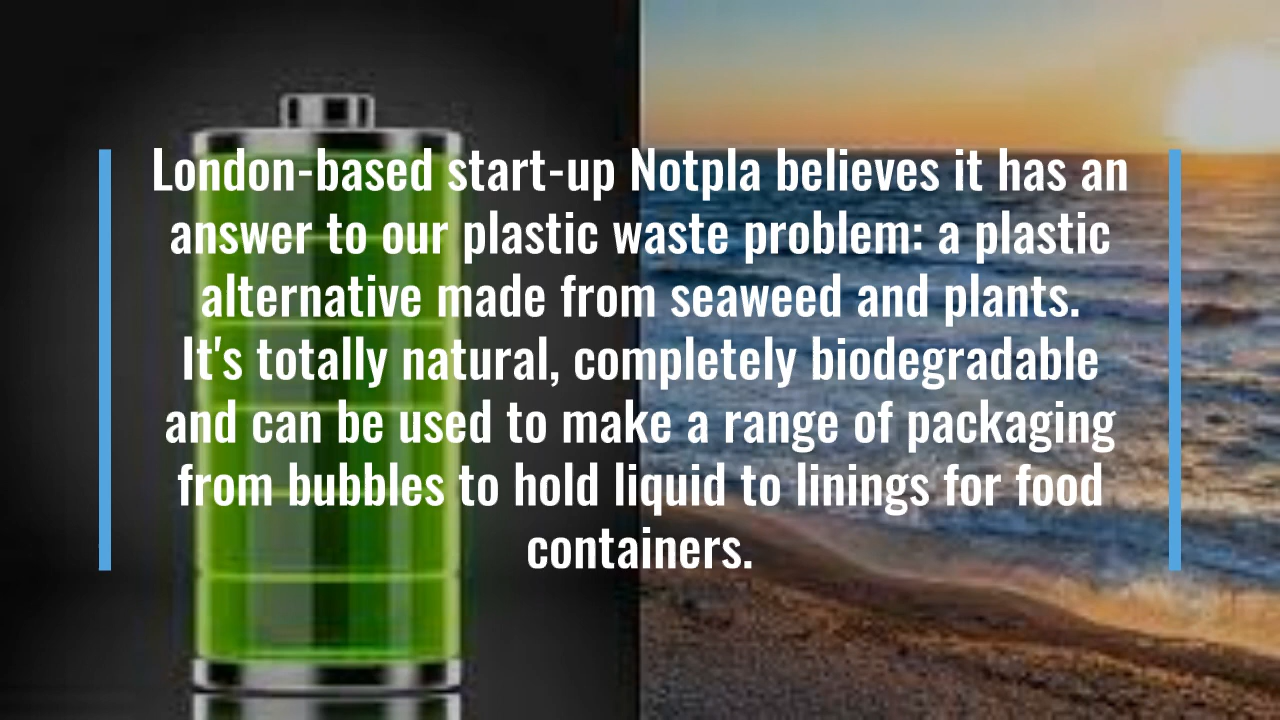 London-based start-up Notpla believes it has an
answer to our plastic waste problem: a plastic
alternative made from seaweed and plants.
It's totally natural, completely biodegradable
and can be used to make a range of packaging
from bubbles to hold liquid to linings for food
containers.